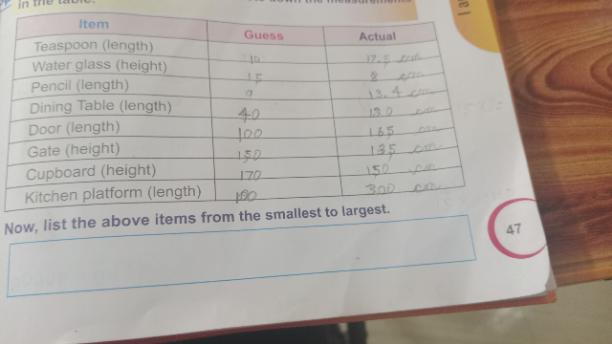 in the table.
down the measurements
Item Guess Actual
Teaspoon (length) 10 17.5 cm
Water glass (height) 15 8 cm
Pencil (length) 13.4 cm
Dining Table (length) 40 130 cm
Door (length) 100 165 cm
Gate (height) 150 135 cm
Cupboard (height) 170 150 cm
Kitchen platform (length) 300 cm
Now, list the above items from the smallest to largest.
47